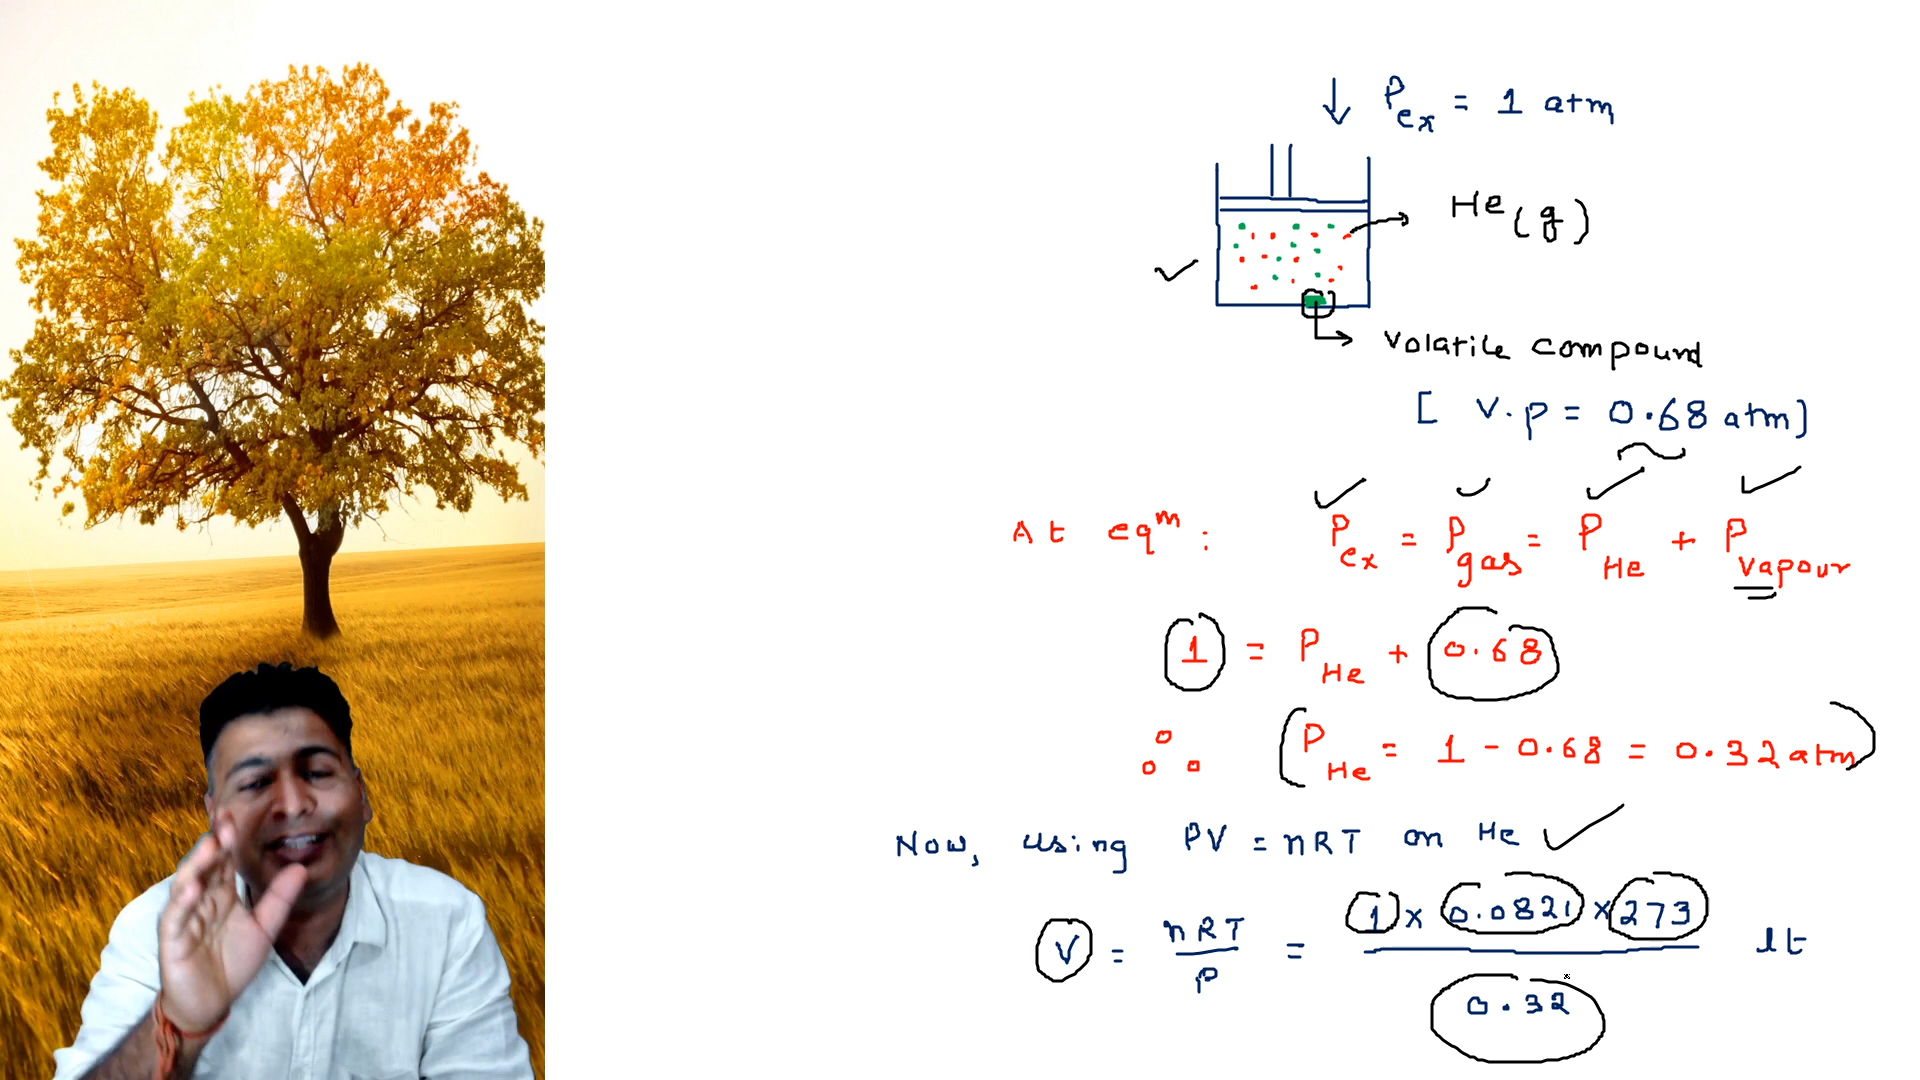 ↓ Pex = 1 atm
He(g)
volatile compound
[ V.p = 0.68 atm]
At eqm : Pex = Pgas = PHe + Pvapour
1 = PHe + 0.68
∴ (PHe = 1 - 0.68 = 0.32 atm)
Now, using PV = nRT on He
V = nRT/P = 1 x 0.0821 x 273 / 0.32 lt